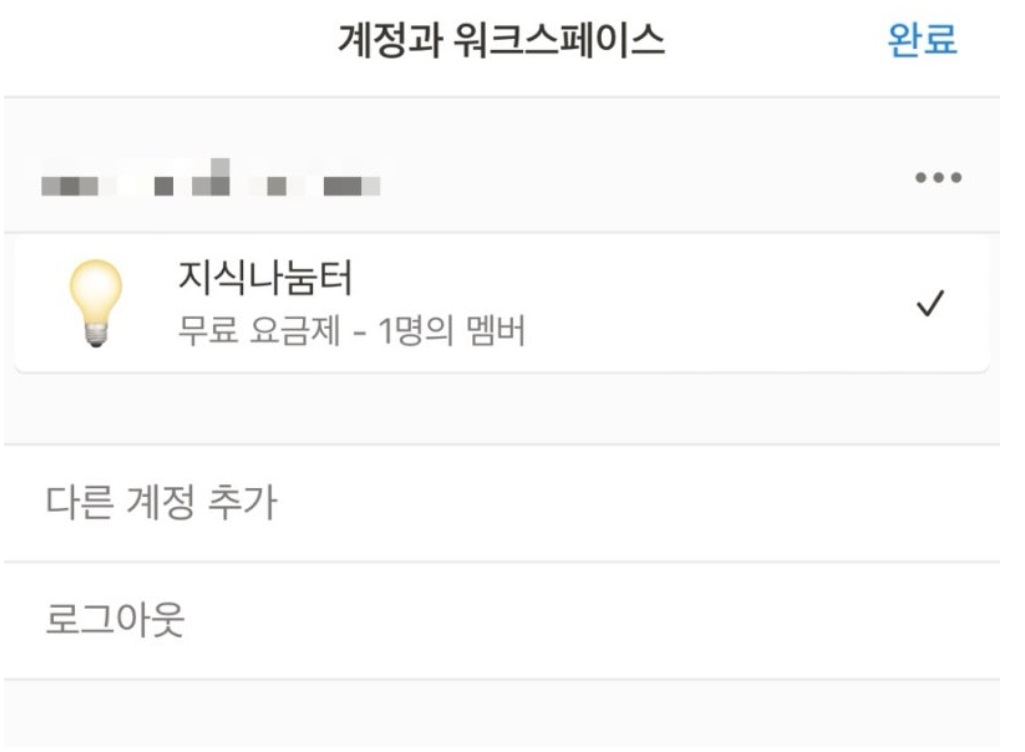 계정과 워크스페이스
완료
지식나눔터
무료 요금제 - 1명의 멤버
다른 계정 추가
로그아웃